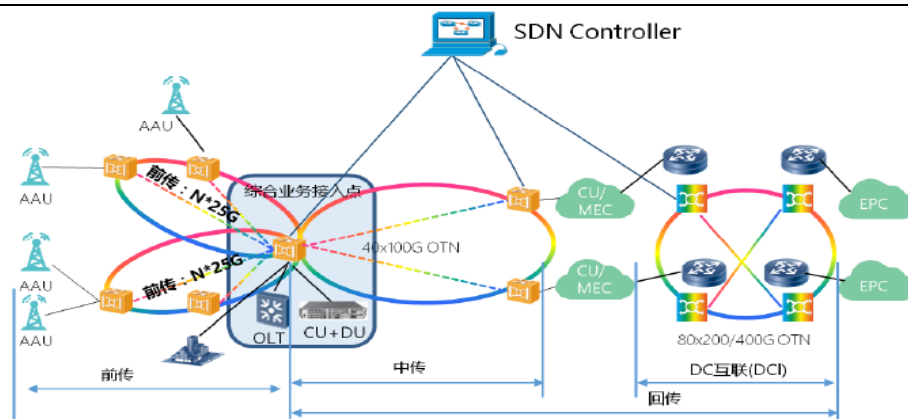 SDN Controller
AAU
AAU
前传：N*25G
综合业务接入点
CU/
MEC
EPC
40x100G OTN
前传：N*25G
AAU
AAU
CU/
MEC
EPC
OLT
CU+DU
80x200/400G OTN
前传
中传
DC互联(DCI)
回传